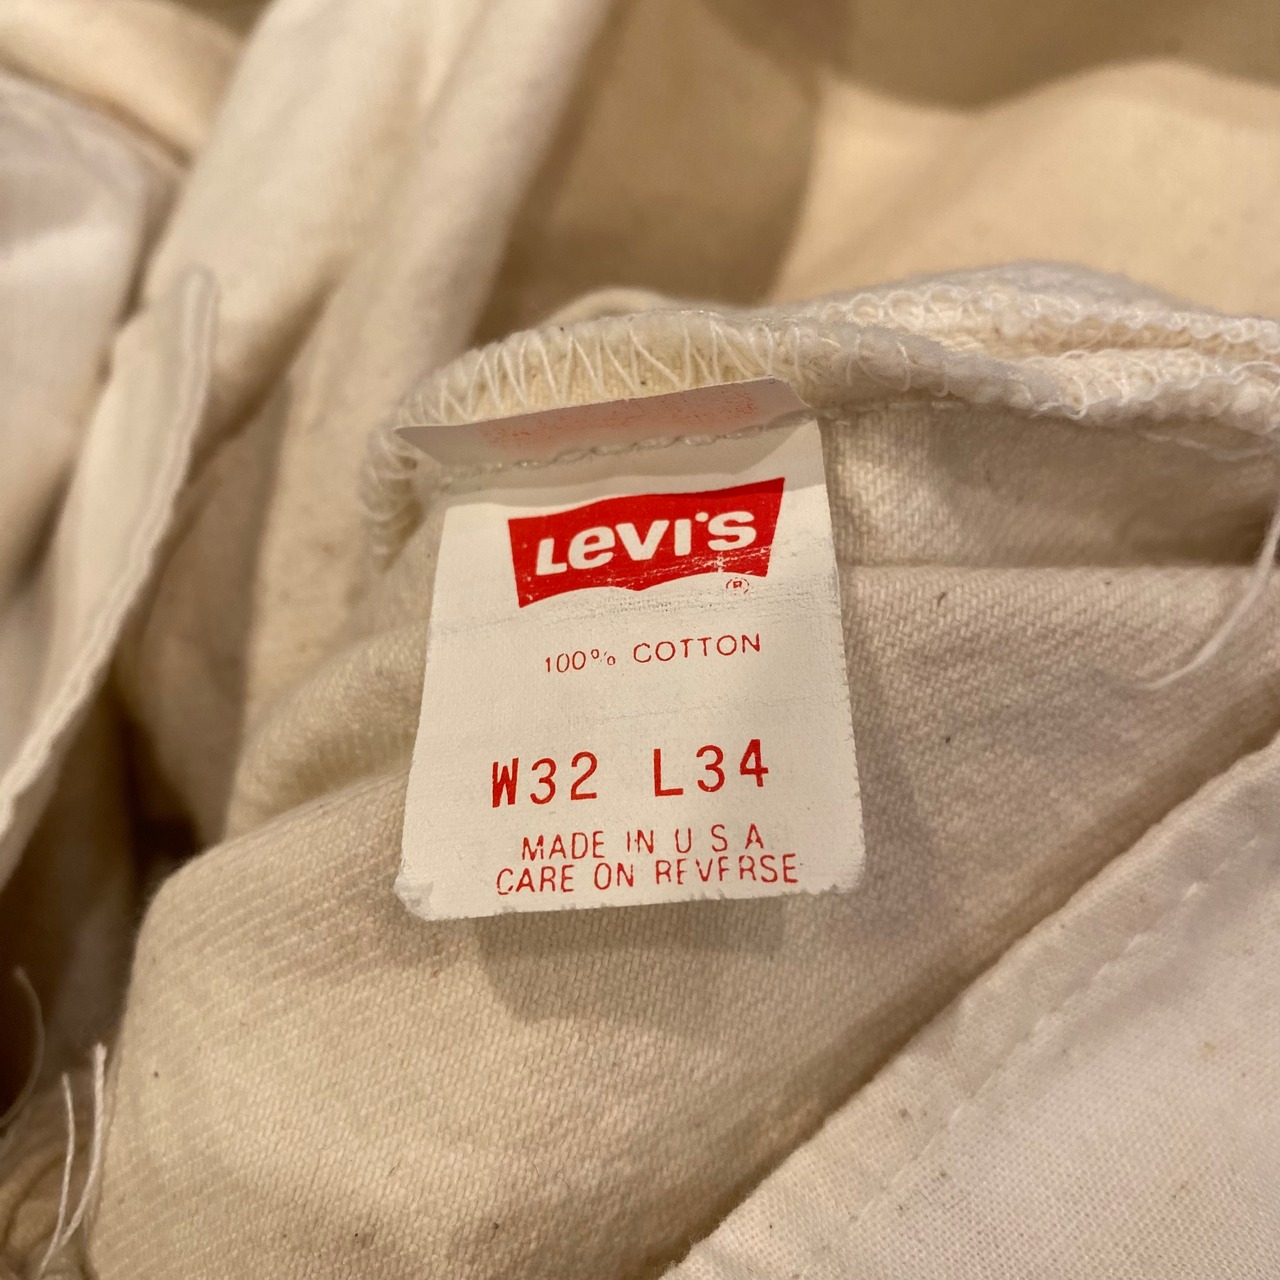 Levi's
®
100% COTTON
W32 L34
MADE IN U S A
CARE ON REVERSE